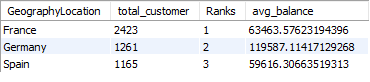 GeographyLocation total_customer Ranks avg_balance
France 2423 1 63463.57623194396
Germany 1261 2 119587.11417129268
Spain 1165 3 59616.30663519313